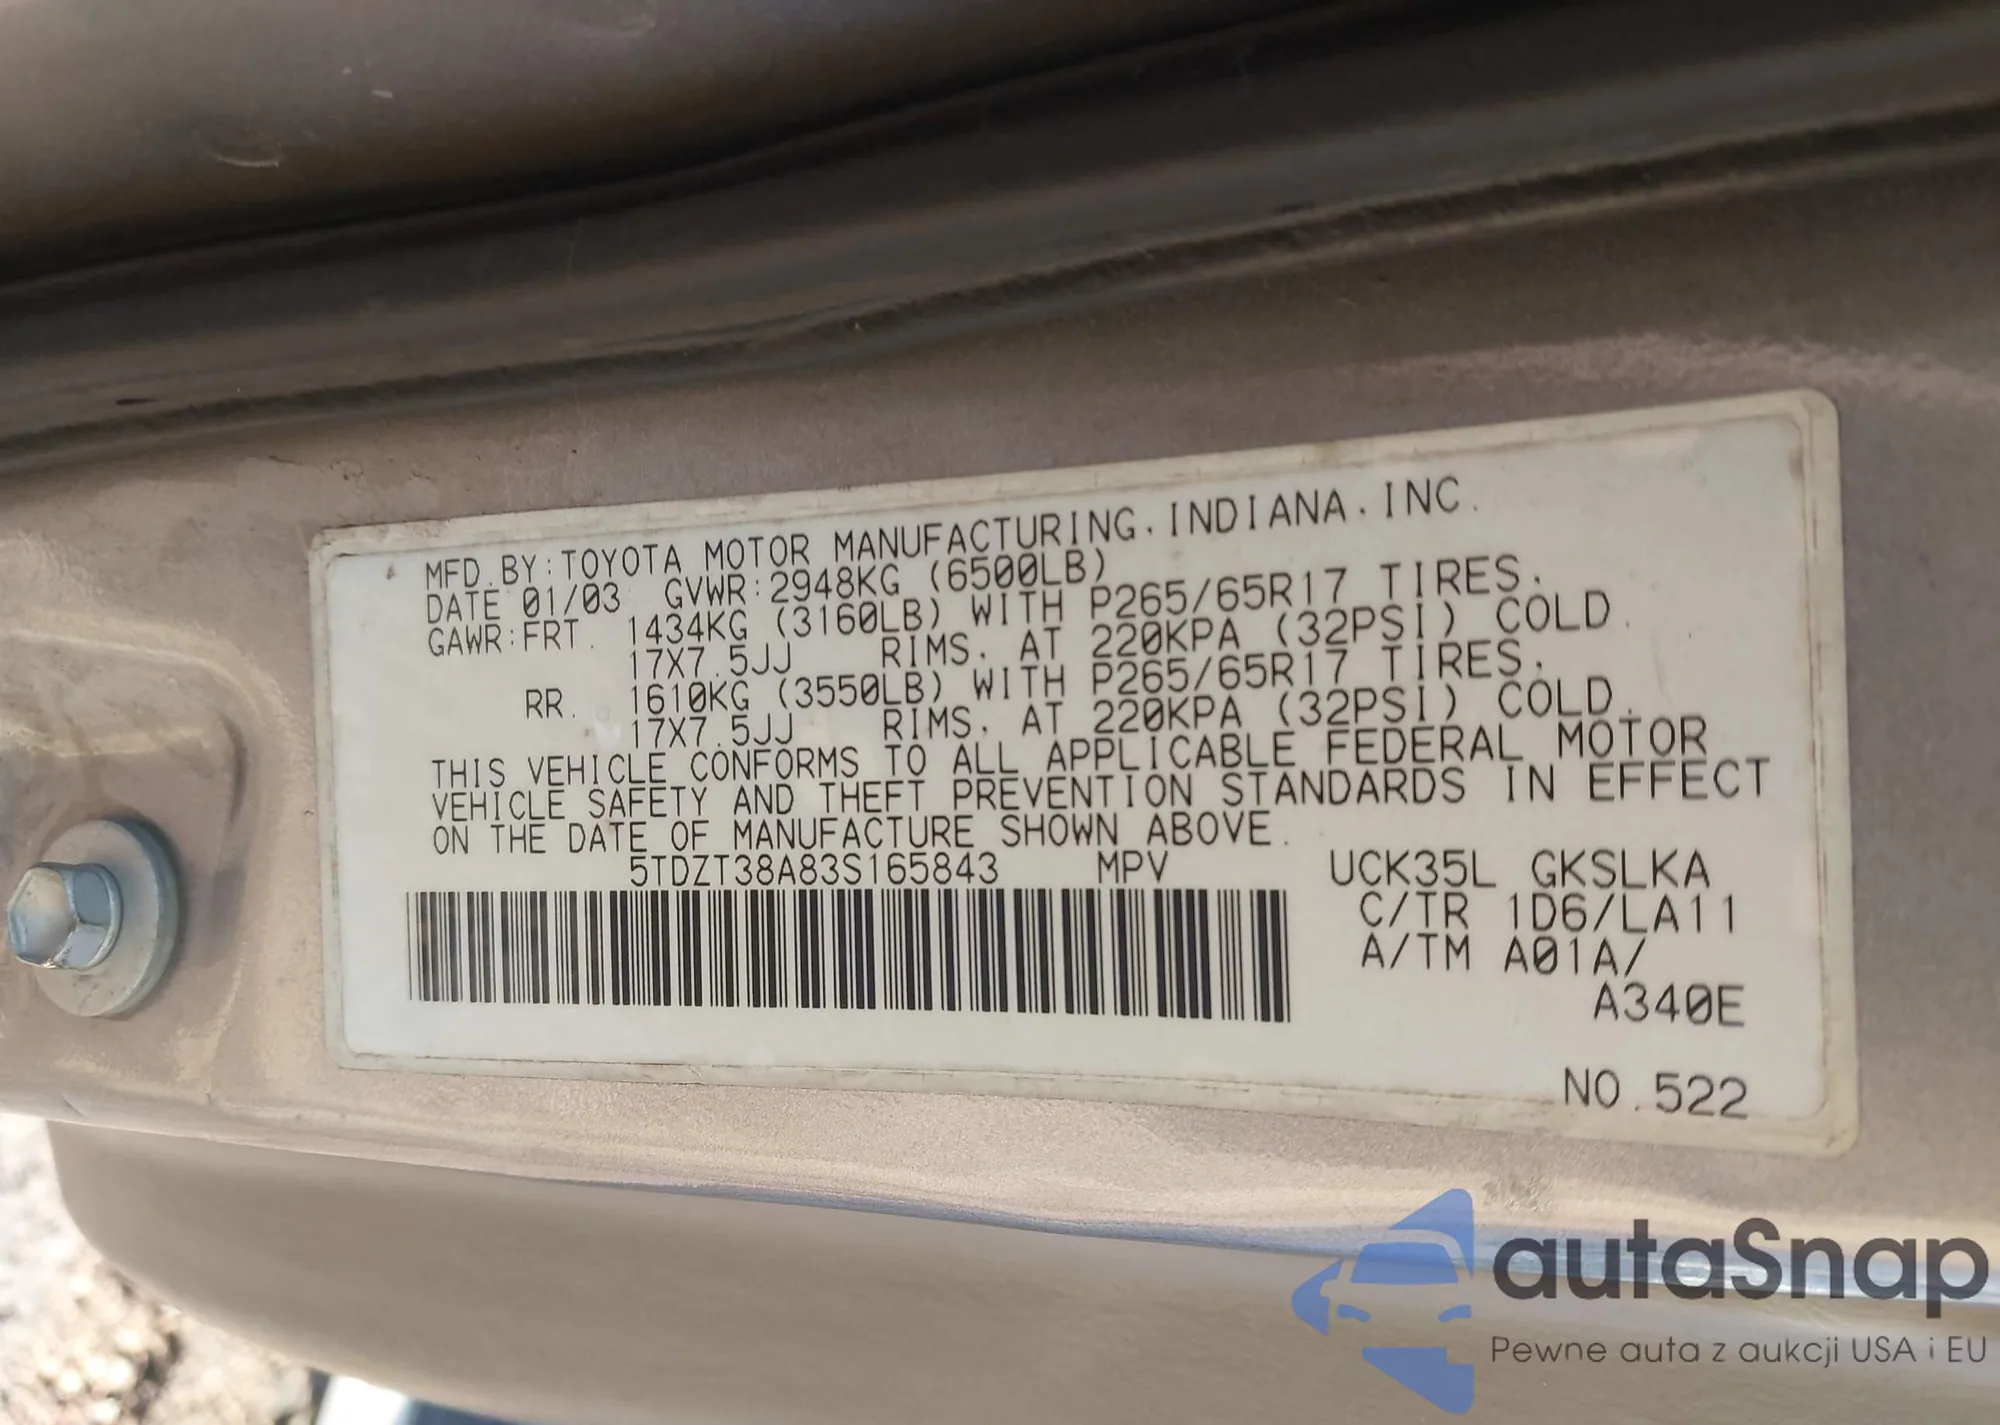 MFD.BY:TOYOTA MOTOR MANUFACTURING.INDIANA.INC.
DATE 01/03 GVWR:2948KG (6500LB)
GAWR:FRT. 1434KG (3160LB) WITH P265/65R17 TIRES.
17X7.5JJ RIMS. AT 220KPA (32PSI) COLD.
RR. 1610KG (3550LB) WITH P265/65R17 TIRES.
17X7.5JJ RIMS. AT 220KPA (32PSI) COLD.
THIS VEHICLE CONFORMS TO ALL APPLICABLE FEDERAL MOTOR
VEHICLE SAFETY AND THEFT PREVENTION STANDARDS IN EFFECT
ON THE DATE OF MANUFACTURE SHOWN ABOVE.
5TDZT38A83S165843 MPV UCK35L GKSLKA
C/TR 1D6/LA11
A/TM A01A/
A340E
NO.522
autaSnap
Pewne auta z aukcji USA i EU